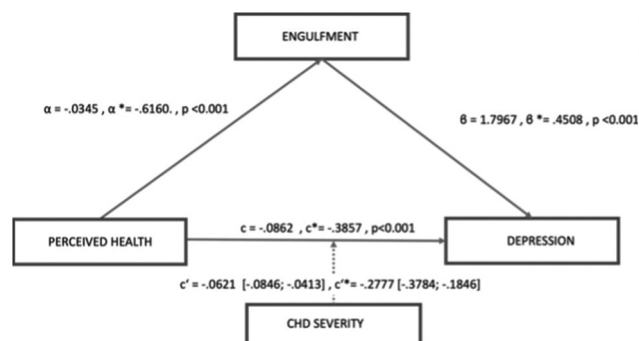 ENGULFMENT
α = -.0345 , α *= -.6160. , p <0.001
β = 1.7967 , β *= .4508 , p <0.001
c = -.0862 , c*= -.3857 , p<0.001
PERCEIVED HEALTH
DEPRESSION
c' = -.0621 [-.0846; -.0413] , c'*= -.2777 [-.3784; -.1846]
CHD SEVERITY